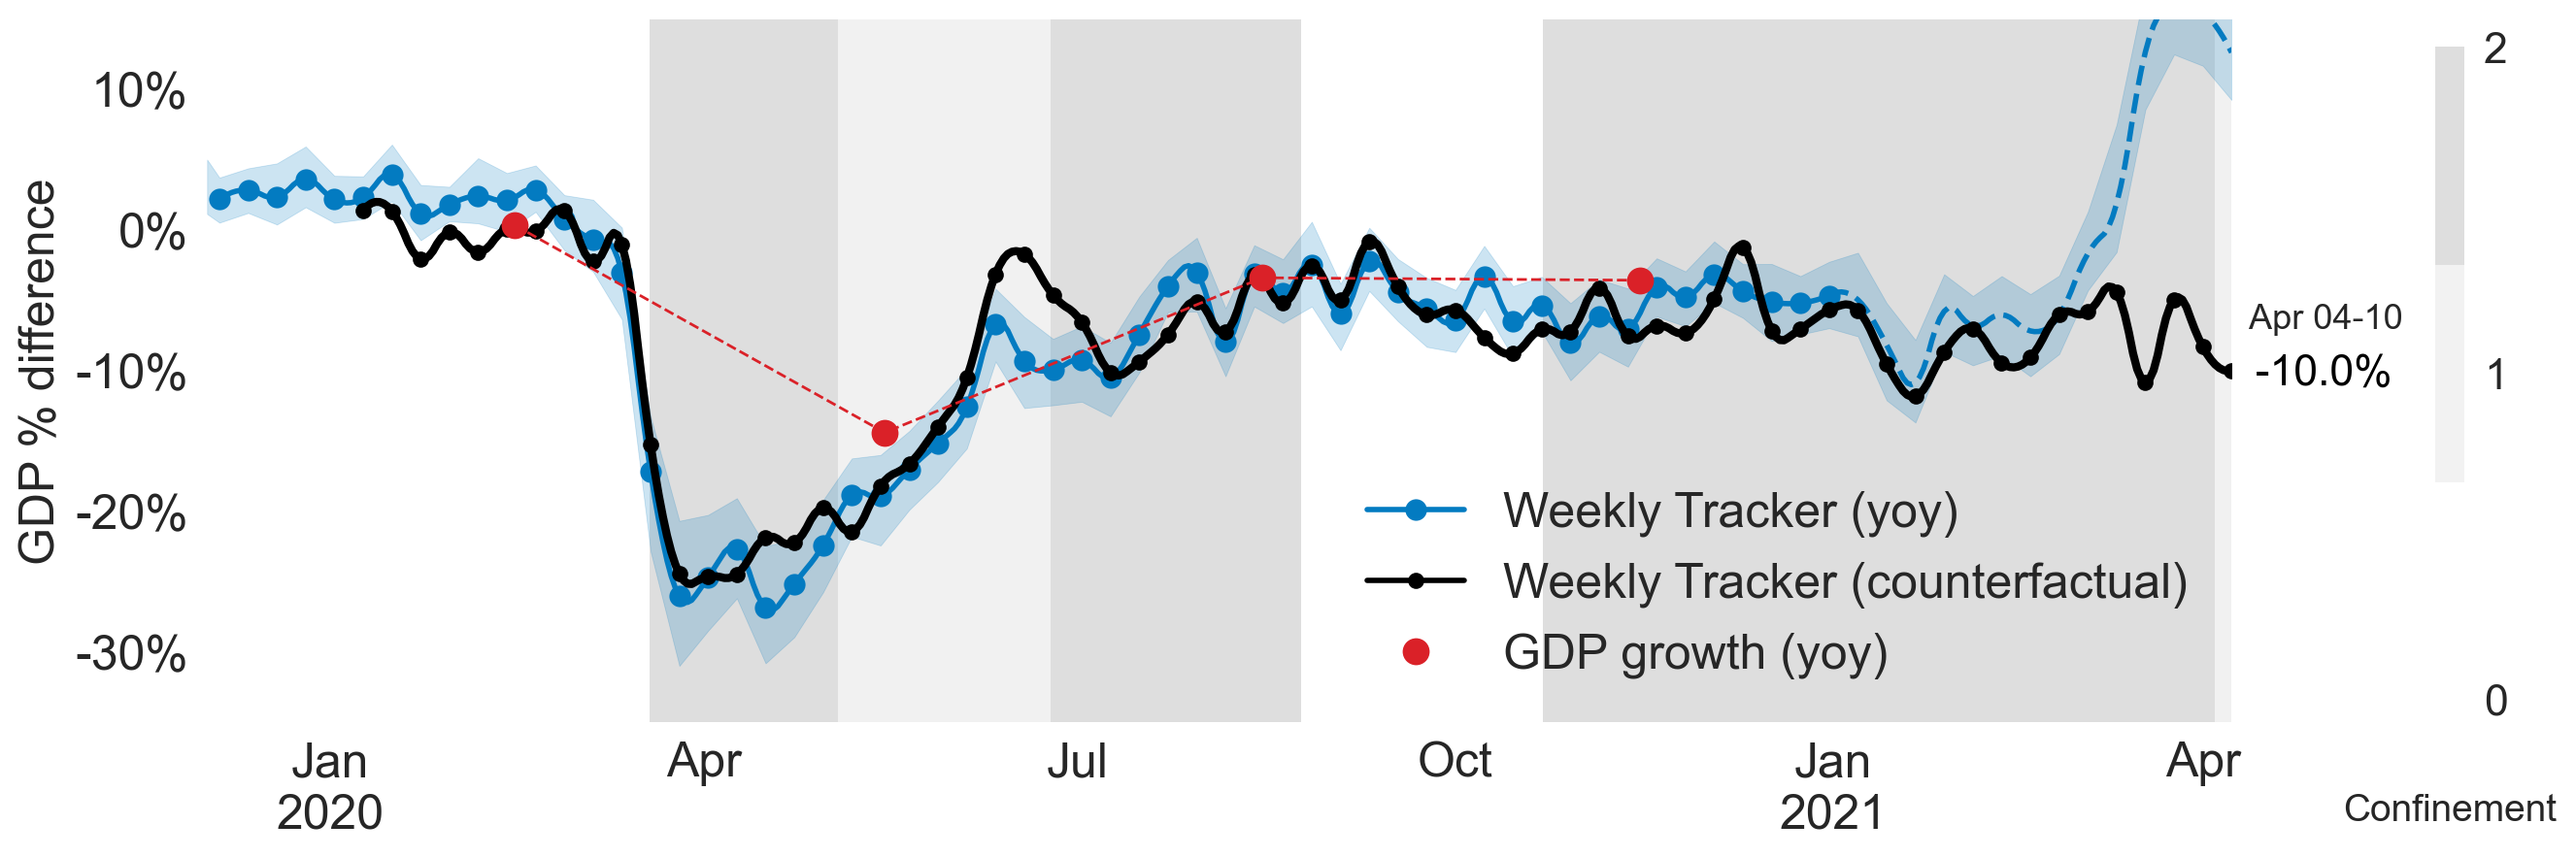 GDP % difference
10%
0%
-10%
-20%
-30%
Jan
2020
Apr
Jul
Oct
Jan
2021
Apr
Weekly Tracker (yoy)
Weekly Tracker (counterfactual)
GDP growth (yoy)
Apr 04-10
-10.0%
2
1
0
Confinement